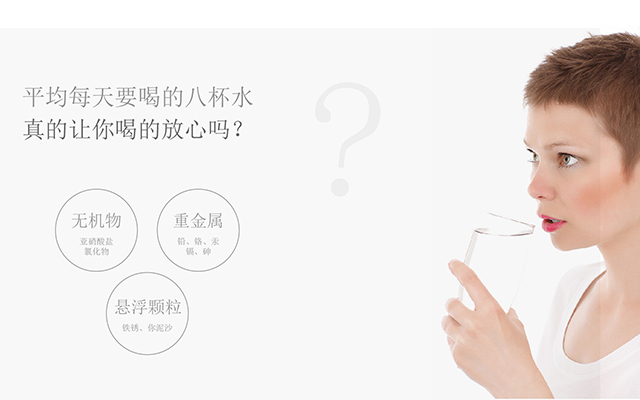 平均每天要喝的八杯水
真的让你喝的放心吗？
?
无机物
亚硝酸盐
氯化物
重金属
铅、铬、汞
镉、砷
悬浮颗粒
铁锈、你泥沙